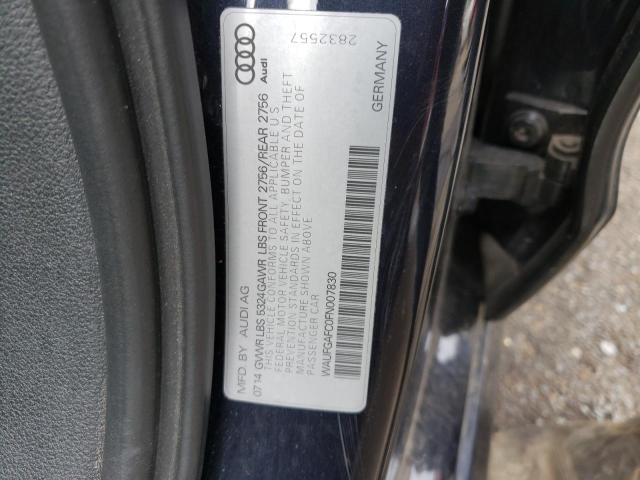 MFD. BY AUDI AG
0714 GVWR LBS 5324 GAWR LBS FRONT 2756/REAR 2756
THIS VEHICLE CONFORMS TO ALL APPLICABLE U S
FEDERAL MOTOR VEHICLE SAFETY, BUMPER AND THEFT
PREVENTION STANDARDS IN EFFECT ON THE DATE OF
MANUFACTURE SHOWN ABOVE
PASSENGER CAR
WAURGAFC0FN007830
Audi
GERMANY
2832557